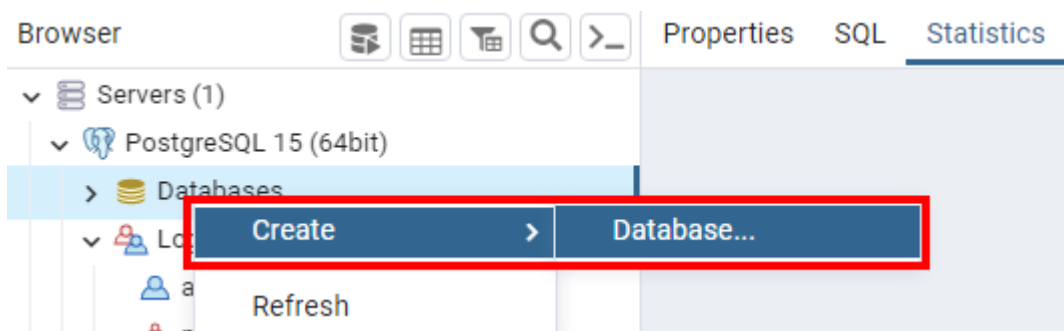 Browser
Properties SQL Statistics
Servers (1)
PostgreSQL 15 (64bit)
Databases
Create Database...
Refresh